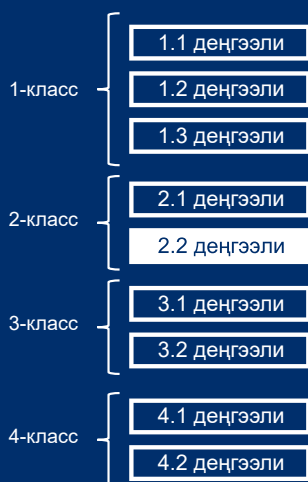 1-класс
1.1 деңгээли
1.2 деңгээли
1.3 деңгээли
2-класс
2.1 деңгээли
2.2 деңгээли
3-класс
3.1 деңгээли
3.2 деңгээли
4-класс
4.1 деңгээли
4.2 деңгээли